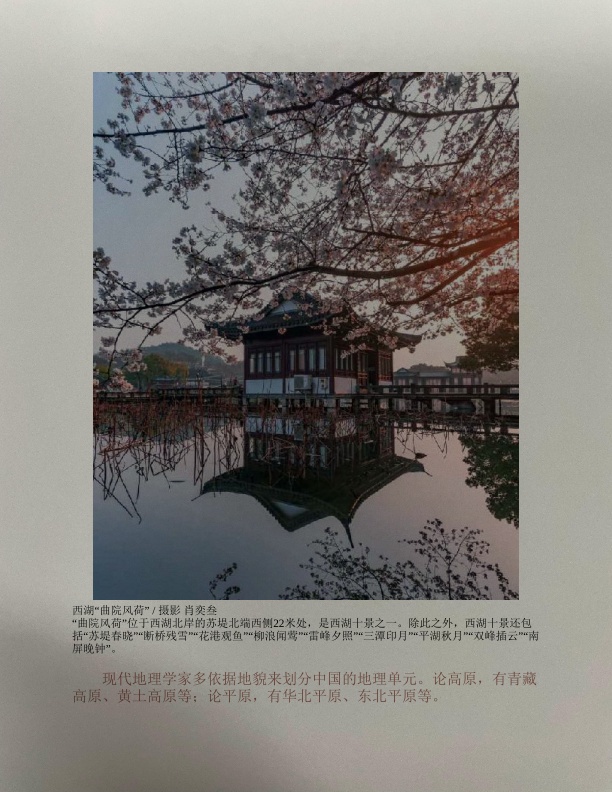 西湖“曲院风荷” / 摄影 肖奕叁
“曲院风荷”位于西湖北岸的苏堤北端西侧22米处，是西湖十景之一。除此之外，西湖十景还包
括“苏堤春晓”“断桥残雪”“花港观鱼”“柳浪闻莺”“雷峰夕照”“三潭印月”“平湖秋月”“双峰插云”“南
屏晚钟”。
现代地理学家多依据地貌来划分中国的地理单元。论高原，有青藏
高原、黄土高原等；论平原，有华北平原、东北平原等。